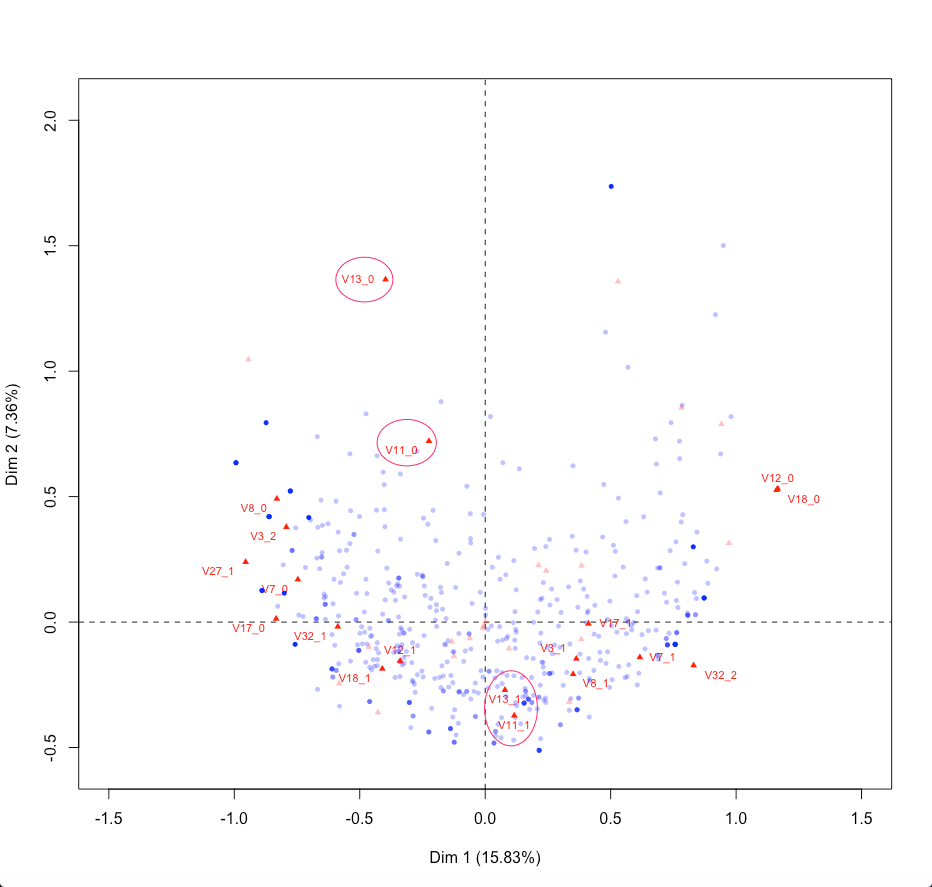 2.0
1.5
V13_0
1.0
Dim 2 (7.36%)
V11_0
V12_0
0.5
V18_0
V8_0
V3_2
V27_1
V7_0
0.0
V17_0
V17_1
V32_1
V12_1
V3_1
V7_1
V18_1
V8_1
V32_2
V13_1
V11_1
-0.5
-1.5
-1.0
-0.5
0.0
0.5
1.0
1.5
Dim 1 (15.83%)